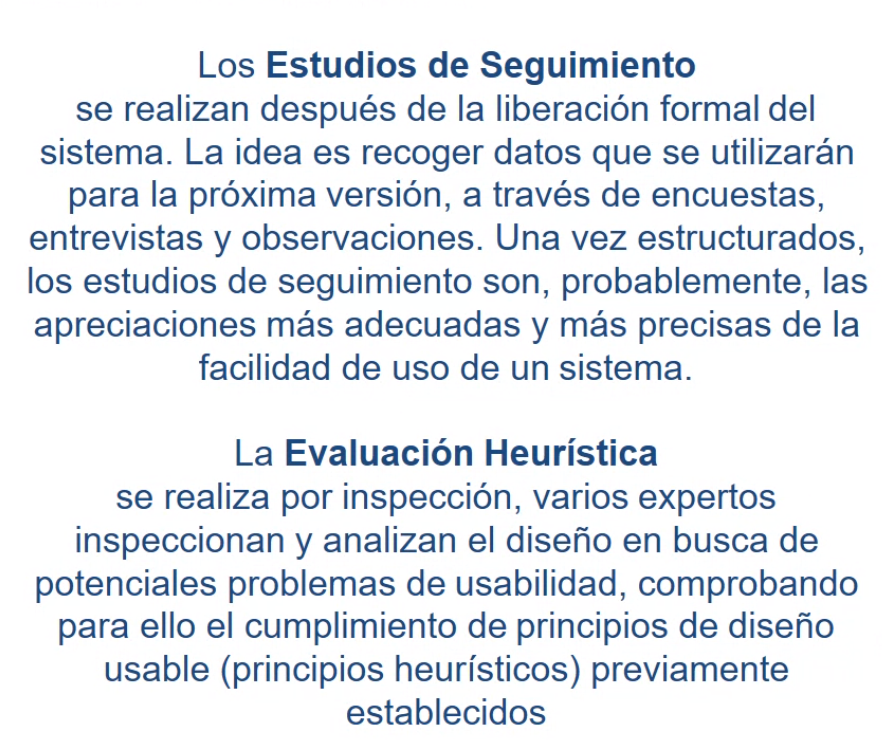 Los Estudios de Seguimiento
se realizan después de la liberación formal del
sistema. La idea es recoger datos que se utilizarán
para la próxima versión, a través de encuestas,
entrevistas y observaciones. Una vez estructurados,
los estudios de seguimiento son, probablemente, las
apreciaciones más adecuadas y más precisas de la
facilidad de uso de un sistema.
La Evaluación Heurística
se realiza por inspección, varios expertos
inspeccionan y analizan el diseño en busca de
potenciales problemas de usabilidad, comprobando
para ello el cumplimiento de principios de diseño
usable (principios heurísticos) previamente
establecidos